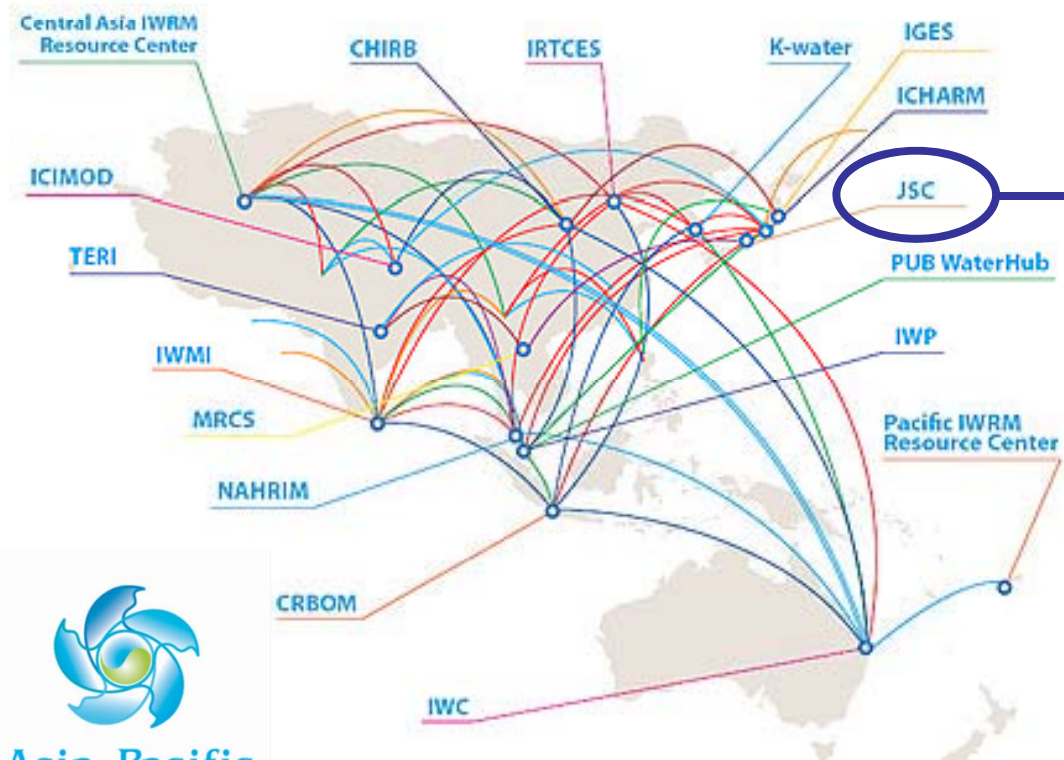 Central Asia IWRM
Resource Center
CHIRB
IRTCES
K-water
IGES
ICHARM
ICIMOD
JSC
TERI
PUB WaterHub
IWP
IWMI
MRCS
Pacific IWRM
Resource Center
NAHRIM
CRBOM
IWC
Asia-Pacific